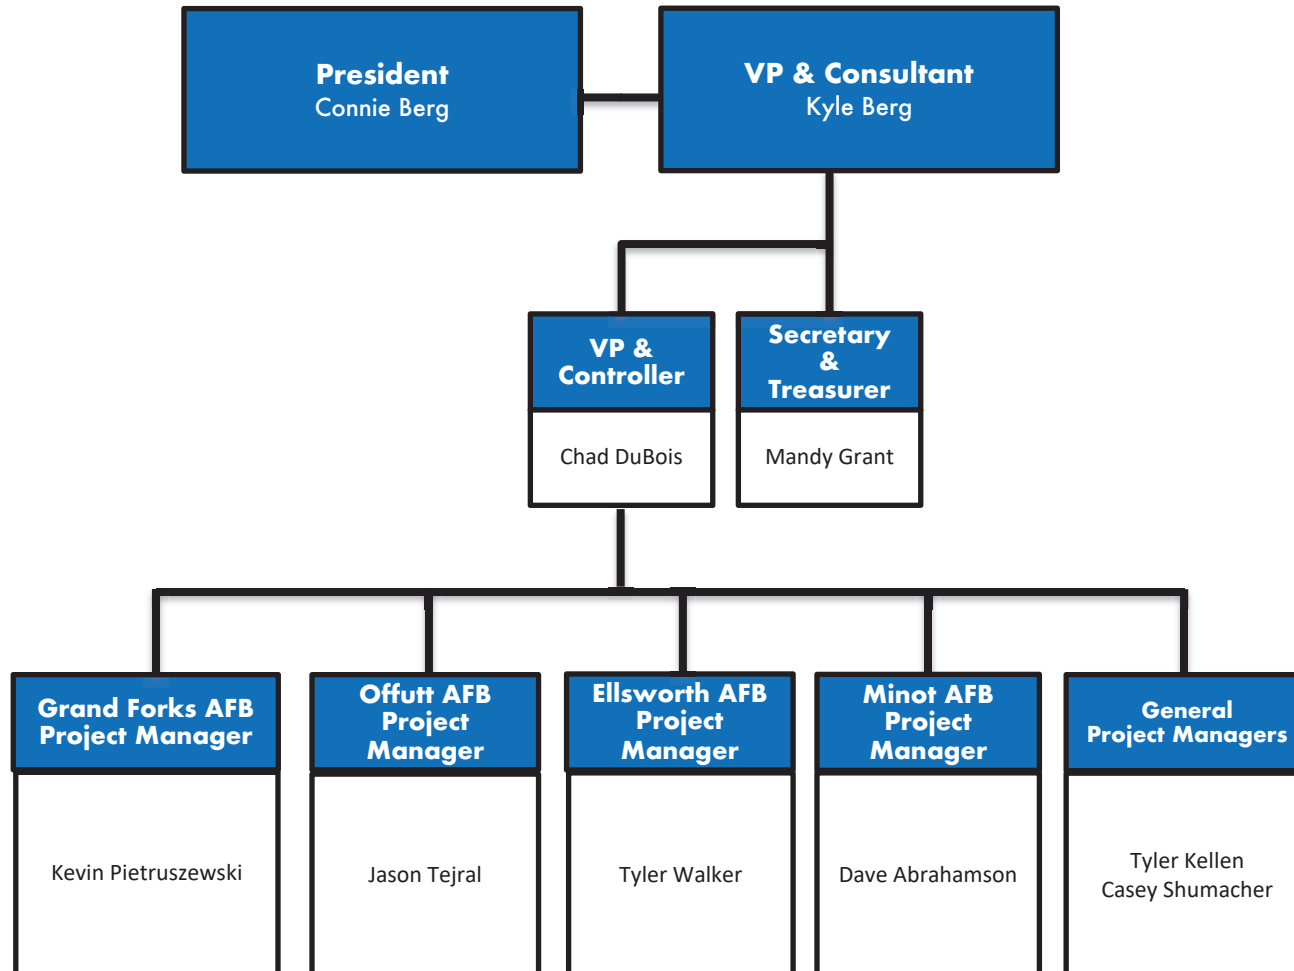 President
Connie Berg
VP & Consultant
Kyle Berg
VP &
Controller
Chad DuBois
Secretary
&
Treasurer
Mandy Grant
Grand Forks AFB
Project Manager
Kevin Pietruszewski
Offutt AFB
Project
Manager
Jason Tejral
Ellsworth AFB
Project
Manager
Tyler Walker
Minot AFB
Project
Manager
Dave Abrahamson
General
Project Managers
Tyler Kellen
Casey Shumacher